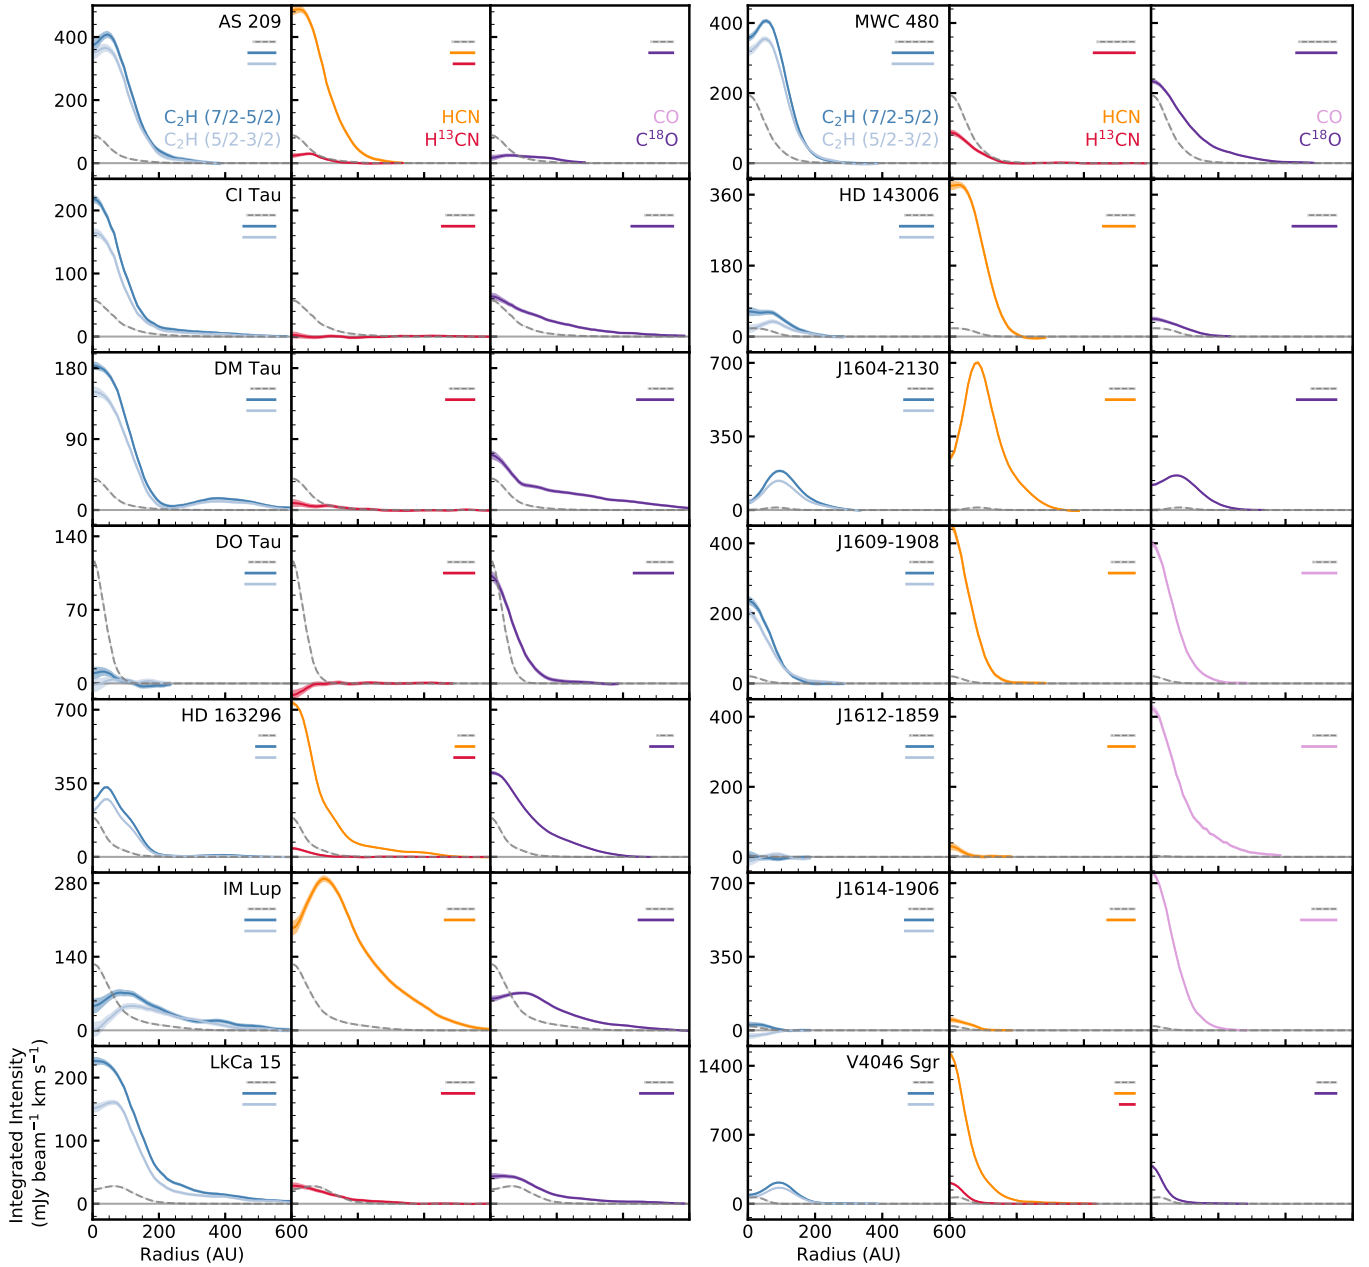 AS 209
400
200
0
C₂H (7/2-5/2)
C₂H (5/2-3/2)
HCN
H¹³CN
CO
C¹⁸O
CI Tau
200
100
0
DM Tau
180
90
0
DO Tau
140
70
0
HD 163296
700
350
0
IM Lup
280
140
0
LkCa 15
200
100
0
0 200 400 600
Radius (AU)
Integrated Intensity
(mJy beam⁻¹ km s⁻¹)
MWC 480
400
200
0
C₂H (7/2-5/2)
C₂H (5/2-3/2)
HCN
H¹³CN
CO
C¹⁸O
HD 143006
360
180
0
J1604-2130
700
350
0
J1609-1908
400
200
0
J1612-1859
400
200
0
J1614-1906
700
350
0
V4046 Sgr
1400
700
0
0 200 400 600
Radius (AU)